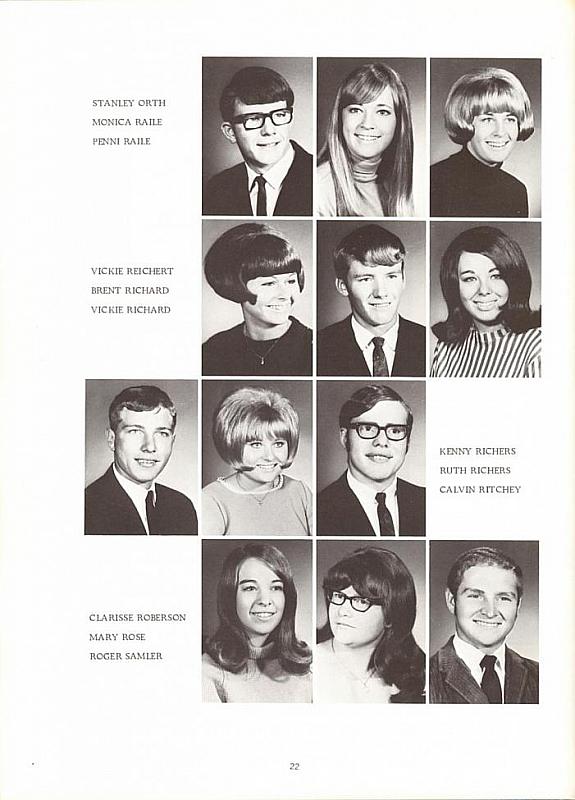 STANLEY ORTH
MONICA RAILE
PENNI RAILE
VICKIE REICHERT
BRENT RICHARD
VICKIE RICHARD
KENNY RICHERS
RUTH RICHERS
CALVIN RITCHEY
CLARISSE ROBERSON
MARY ROSE
ROGER SAMLER
22